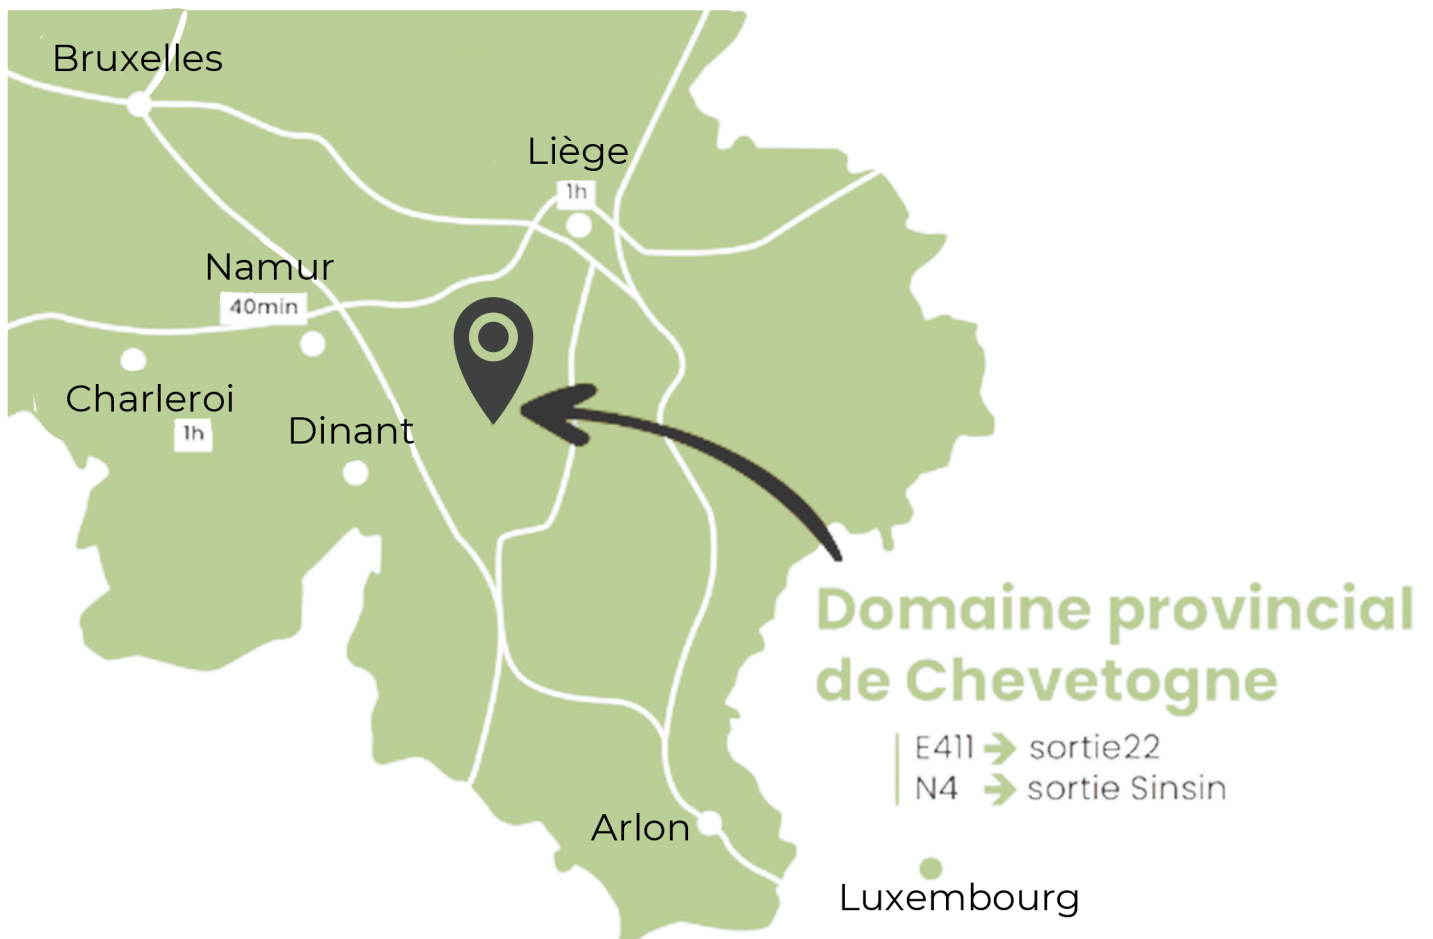 Bruxelles
Liège
1h
Namur
40min
Charleroi
1h
Dinant
Domaine provincial
de Chevetogne
E411 sortie22
N4 sortie Sinsin
Arlon
Luxembourg